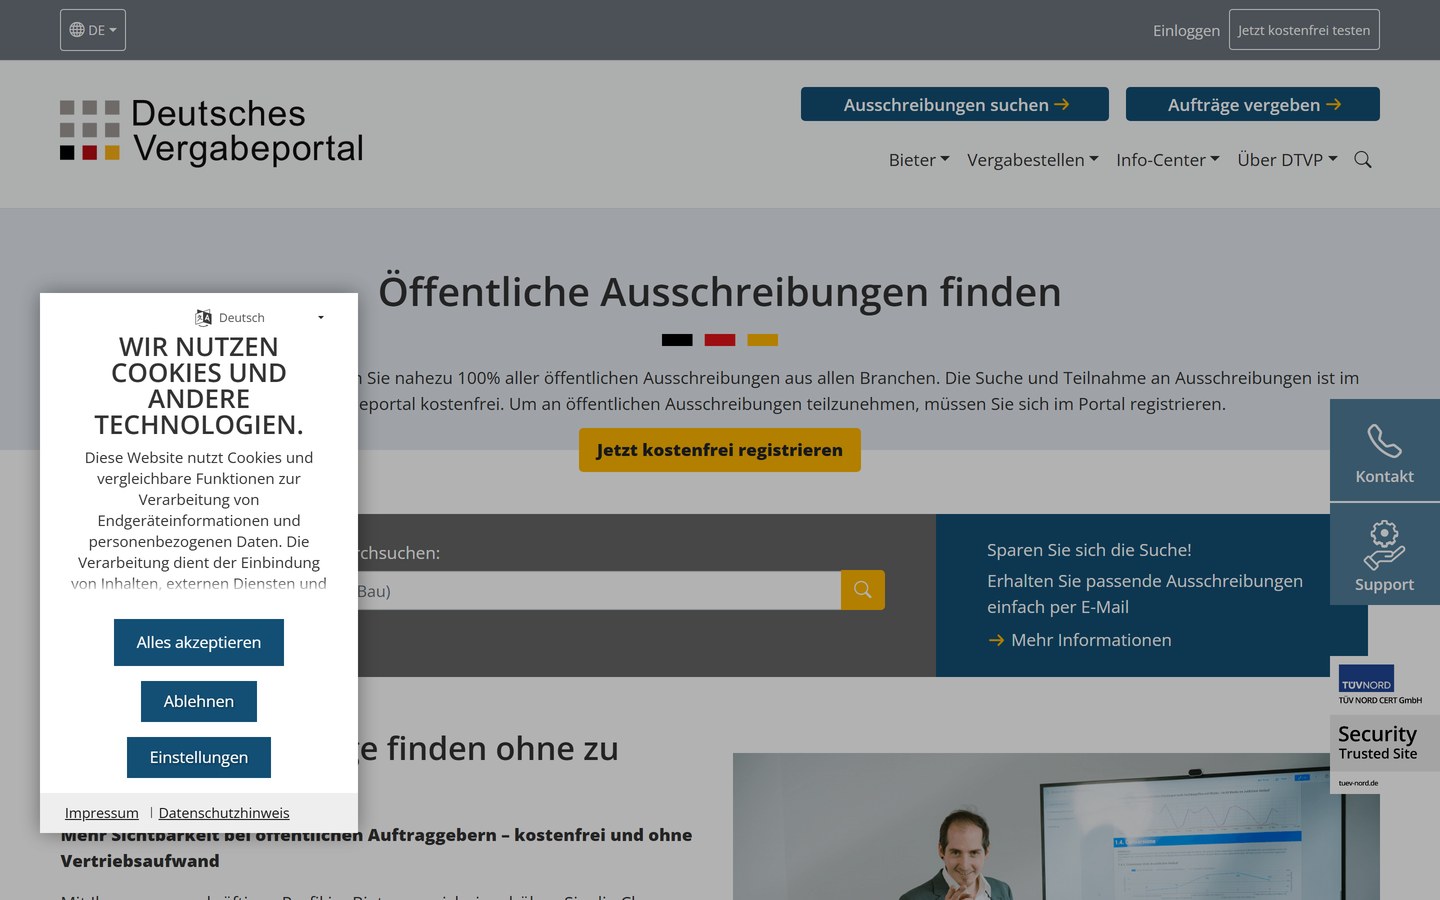 DE
Einloggen
Jetzt kostenfrei testen
Deutsches
Vergabeportal
Ausschreibungen suchen
Aufträge vergeben
Bieter
Vergabestellen
Info-Center
Über DTVP
Öffentliche Ausschreibungen finden
Sie nahezu 100% aller öffentlichen Ausschreibungen aus allen Branchen. Die Suche und Teilnahme an Ausschreibungen ist im
kostenfrei. Um an öffentlichen Ausschreibungen teilzunehmen, müssen Sie sich im Portal registrieren.
Jetzt kostenfrei registrieren
Deutsch
WIR NUTZEN
COOKIES UND
ANDERE
TECHNOLOGIEN.
Diese Website nutzt Cookies und
vergleichbare Funktionen zur
Verarbeitung von
Endgeräteinformationen und
personenbezogenen Daten. Die
Verarbeitung dient der Einbindung
von Inhalten, externen Diensten und
Alles akzeptieren
Ablehnen
Einstellungen
Impressum
Datenschutzhinweis
rchsuchen:
Bau)
Sparen Sie sich die Suche!
Erhalten Sie passende Ausschreibungen
einfach per E-Mail
Mehr Informationen
Kontakt
Support
TÜVNORD
TÜV NORD CERT GmbH
Security
Trusted Site
tuev-nord.de
finden ohne zu
Mehr Sichtbarkeit bei öffentlichen Auftraggebern – kostenfrei und ohne
Vertriebsaufwand